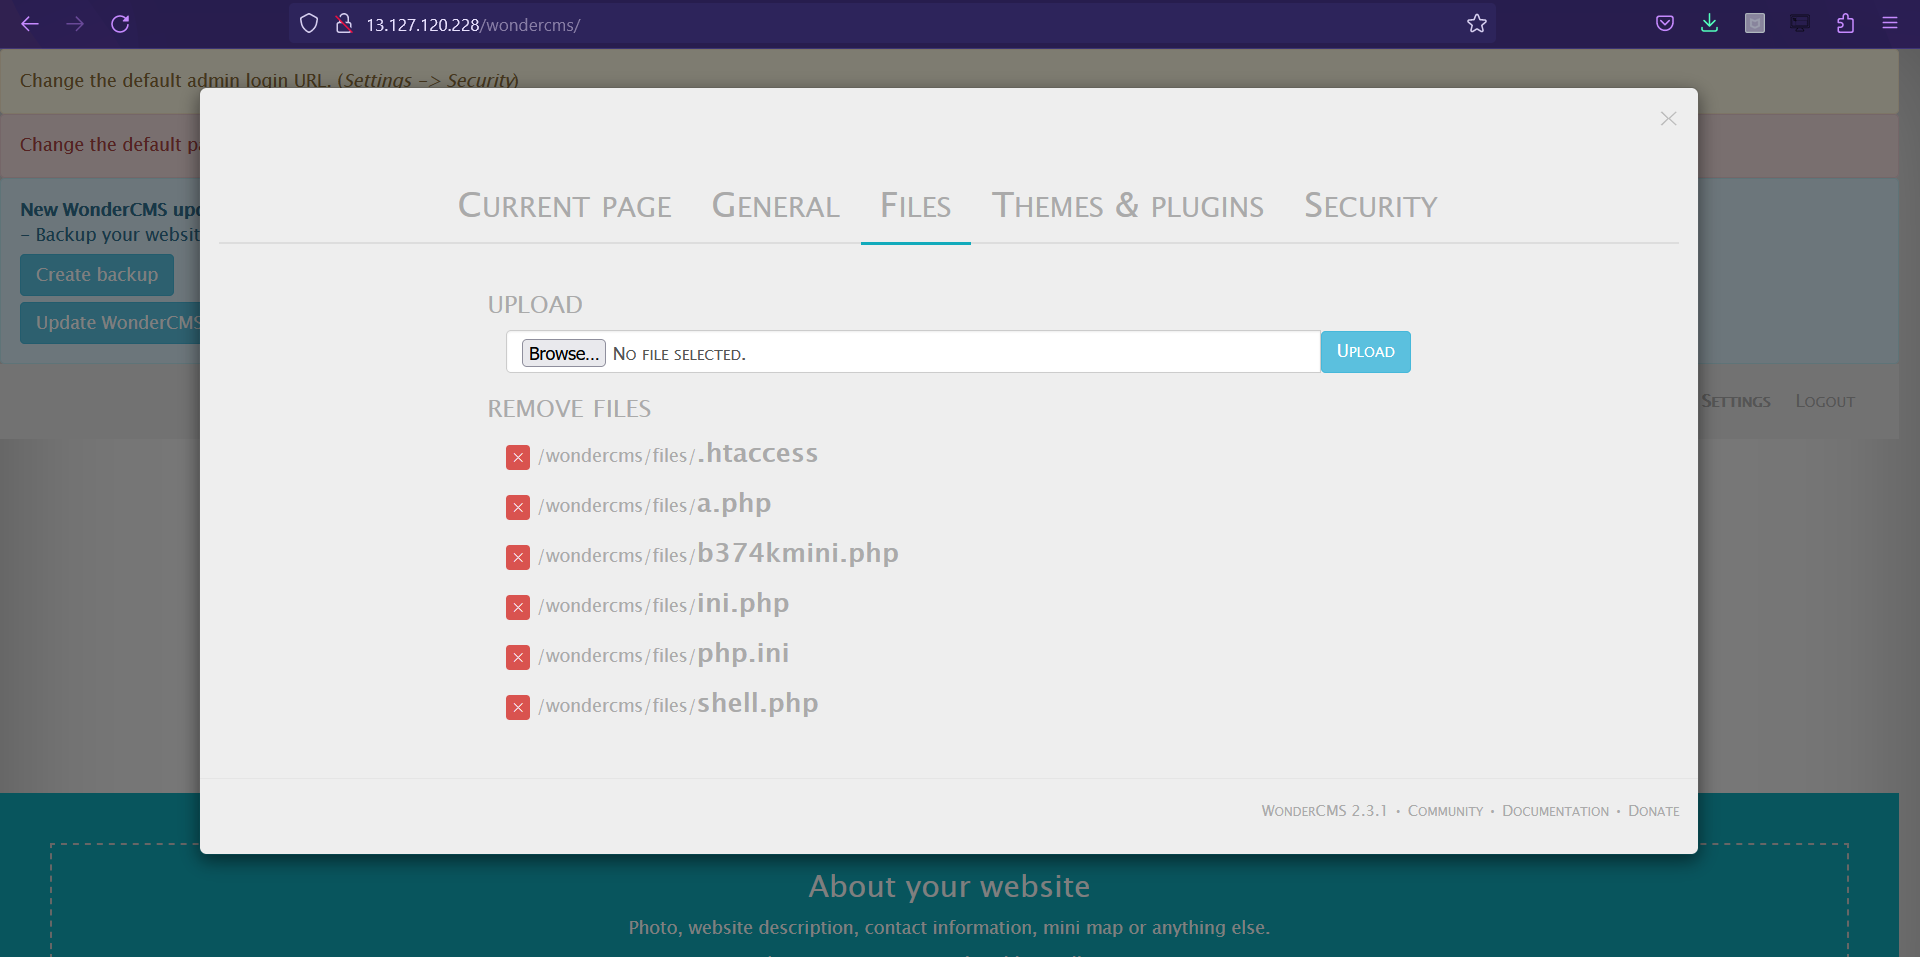 13.127.120.228/wondercms/
Change the default admin login URL. (Settings -> Security)
Change the default p
New WonderCMS upd
- Backup your websit
Create backup
Update WonderCMS
CURRENT PAGE GENERAL FILES THEMES & PLUGINS SECURITY
UPLOAD
Browse... NO FILE SELECTED. UPLOAD
REMOVE FILES
SETTINGS LOGOUT
/wondercms/files/.htaccess
/wondercms/files/a.php
/wondercms/files/b374kmini.php
/wondercms/files/ini.php
/wondercms/files/php.ini
/wondercms/files/shell.php
WONDERCMS 2.3.1 • COMMUNITY • DOCUMENTATION • DONATE
About your website
Photo, website description, contact information, mini map or anything else.